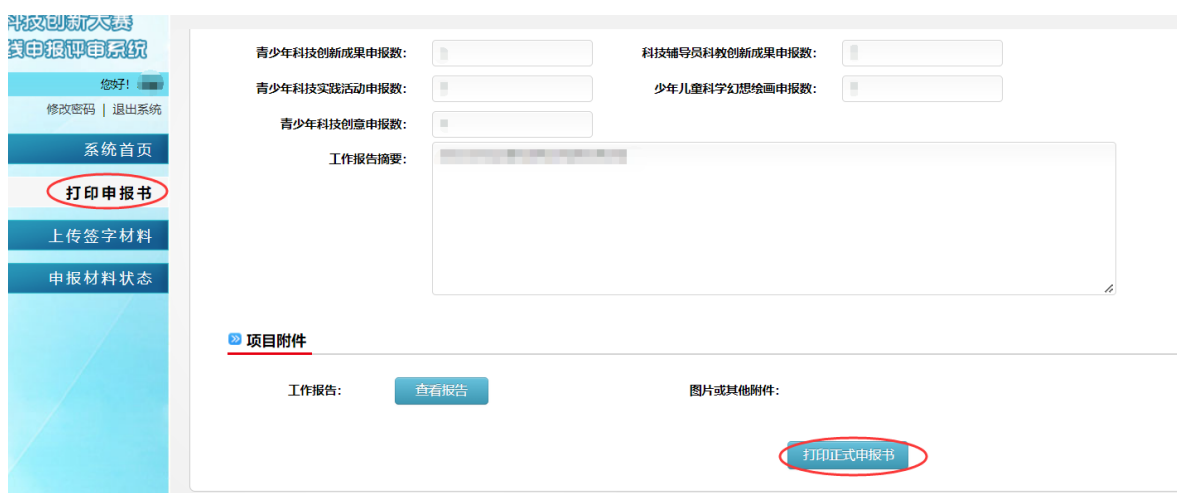 科技创新大赛
线申报评审系统
您好!
修改密码 | 退出系统
系统首页
打印申报书
上传签字材料
申报材料状态
青少年科技创新成果申报数: 科技辅导员科教创新成果申报数:
青少年科技实践活动申报数: 少年儿童科学幻想绘画申报数:
青少年科技创意申报数:
工作报告摘要:
项目附件
工作报告: 查看报告 图片或其他附件:
打印正式申报书